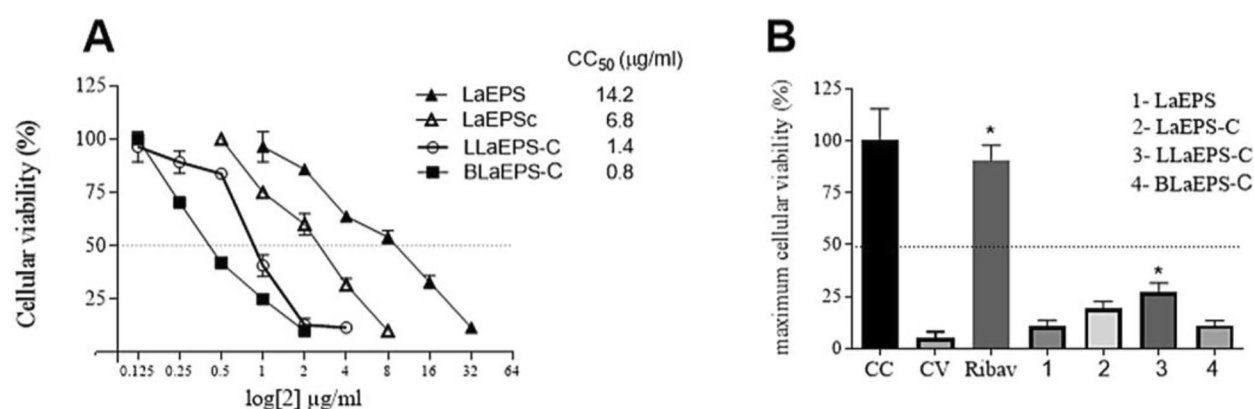 A
CC50 (μg/ml)
LaEPS 14.2
LaEPSc 6.8
LLaEPS-C 1.4
BLaEPS-C 0.8
Cellular viability (%)
125
100
75
50
25
0.125 0.25 0.5 1 2 4 8 16 32 64
log[2] μg/ml
B
maximum cellular viability (%)
125
100
75
50
25
0
1- LaEPS
2- LaEPS-C
3- LLaEPS-C
4- BLaEPS-C
*
*
CC CV Ribav 1 2 3 4